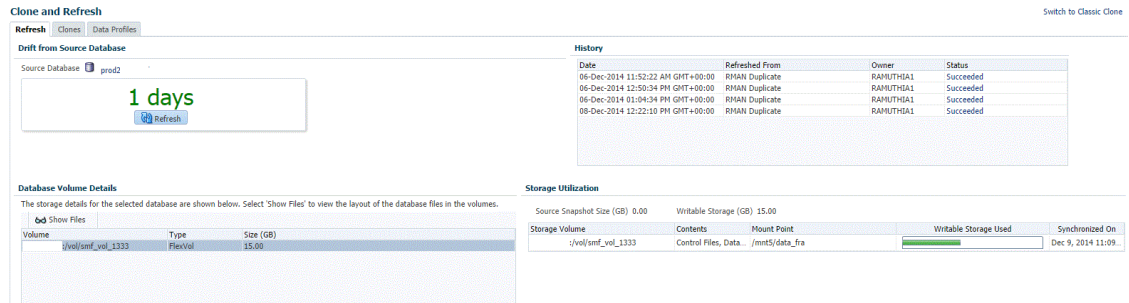 Clone and Refresh
Switch to Classic Clone
Refresh Clones Data Profiles
Drift from Source Database
Source Database prod2
1 days
Refresh
History
Date Refreshed From Owner Status
06-Dec-2014 11:52:22 AM GMT+00:00 RMAN Duplicate RAMUTHIA1 Succeeded
06-Dec-2014 12:50:34 PM GMT+00:00 RMAN Duplicate RAMUTHIA1 Succeeded
06-Dec-2014 01:04:34 PM GMT+00:00 RMAN Duplicate RAMUTHIA1 Succeeded
08-Dec-2014 12:22:10 PM GMT+00:00 RMAN Duplicate RAMUTHIA1 Succeeded
Database Volume Details
The storage details for the selected database are shown below. Select 'Show Files' to view the layout of the database files in the volumes.
Show Files
Volume Type Size (GB)
:/vol/smf_vol_1333 FlexVol 15.00
Storage Utilization
Source Snapshot Size (GB) 0.00 Writable Storage (GB) 15.00
Storage Volume Contents Mount Point Writable Storage Used Synchronized On
:/vol/smf_vol_1333 Control Files, Data... /mnt5/data_fra Dec 9, 2014 11:09...